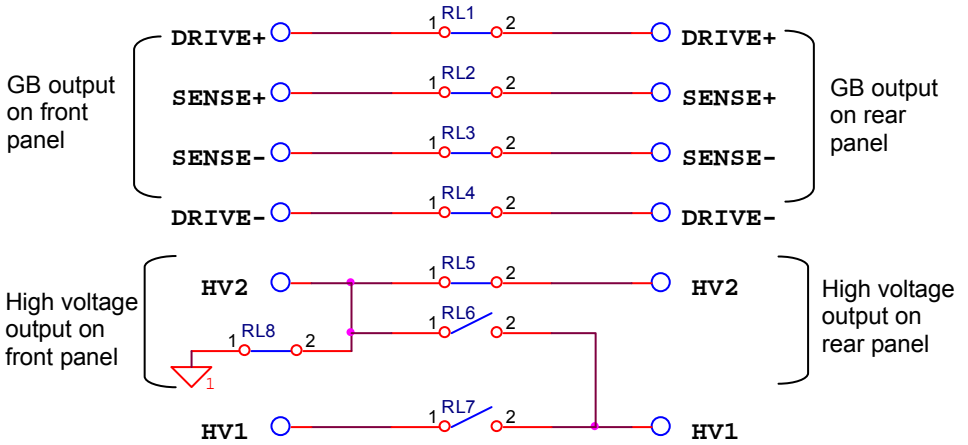 RL1
DRIVE+ 1 2 DRIVE+
GB output
on front
panel
RL2
SENSE+ 1 2 SENSE+
GB output
on rear
panel
RL3
SENSE- 1 2 SENSE-
RL4
DRIVE- 1 2 DRIVE-
High voltage
output on
front panel
RL5
HV2 1 2 HV2
High voltage
output on
rear panel
RL6
1 2
RL8
1 2
1
RL7
HV1 1 2 HV1